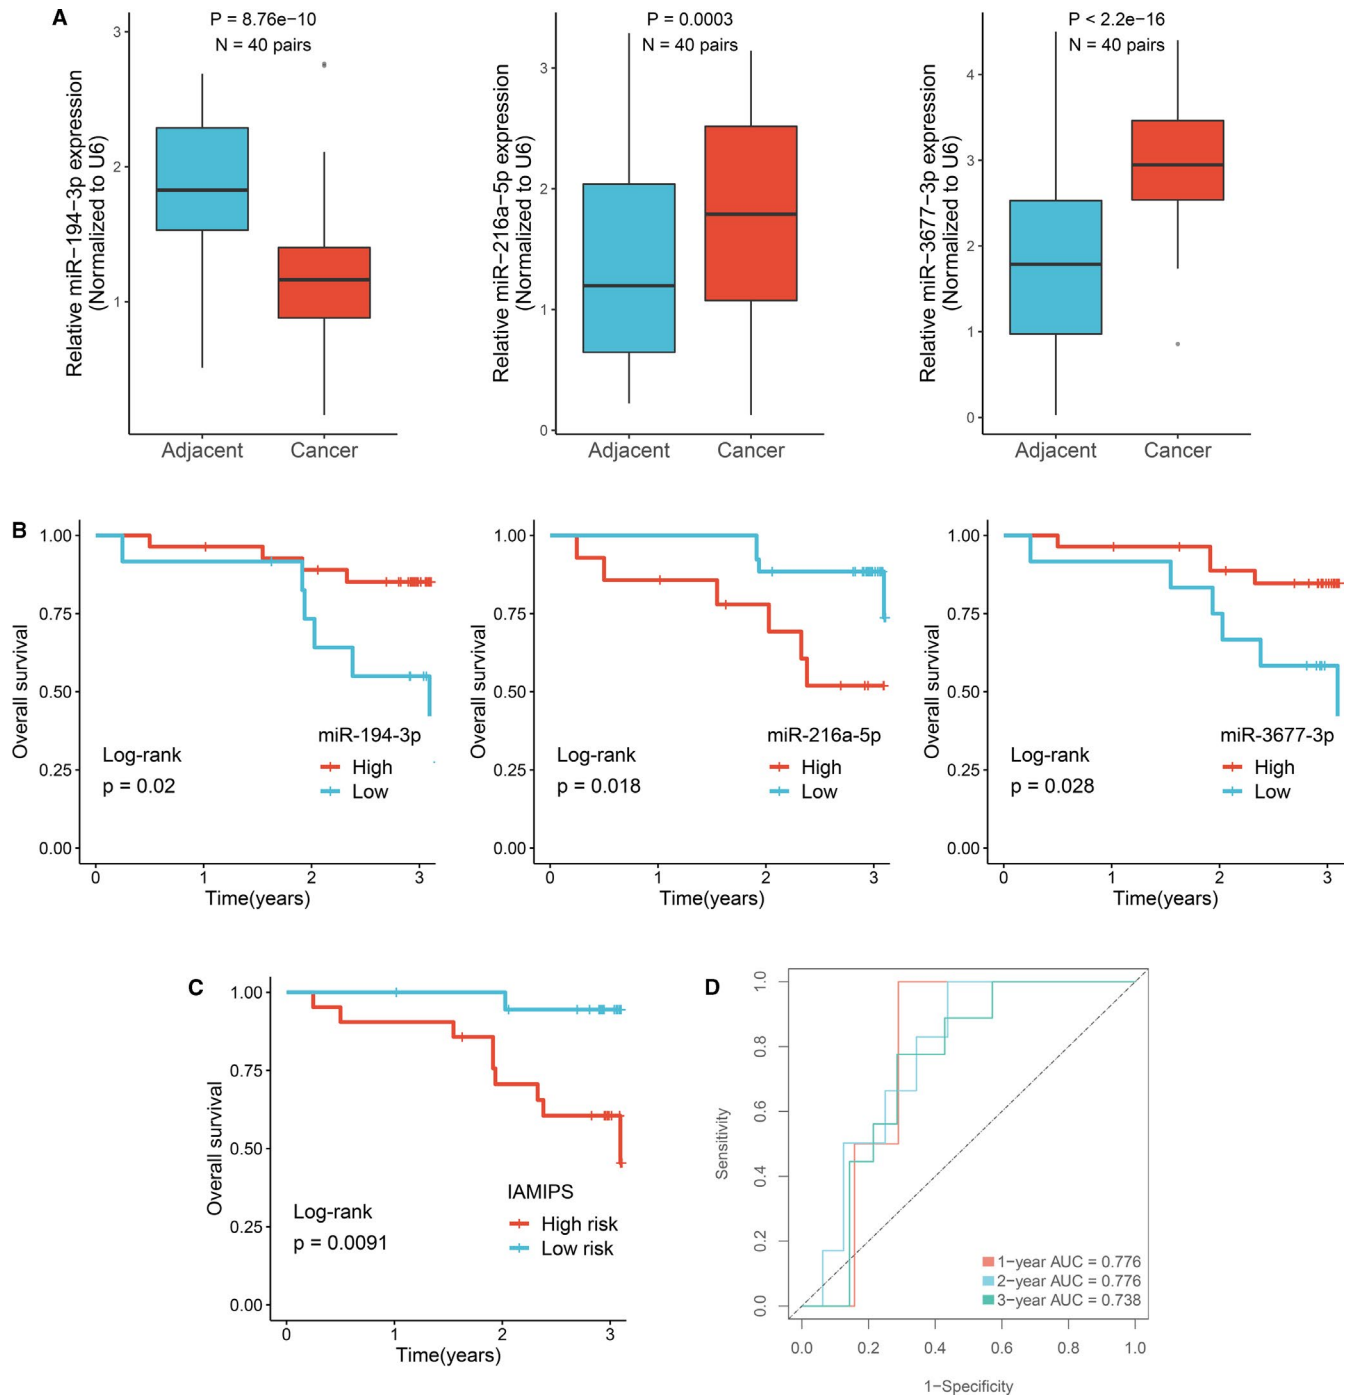 A
P = 8.76e−10
N = 40 pairs
Relative miR−194−3p expression
(Normalized to U6)
3
2
1
Adjacent
Cancer
P = 0.0003
N = 40 pairs
Relative miR−216a−5p expression
(Normalized to U6)
3
2
1
0
Adjacent
Cancer
P < 2.2e−16
N = 40 pairs
Relative miR−3677−3p expression
(Normalized to U6)
4
3
2
1
0
Adjacent
Cancer
B
Overall survival
1.00
0.75
0.50
0.25
0.00
miR-194-3p
High
Low
Log-rank
p = 0.02
0 1 2 3
Time(years)
Overall survival
1.00
0.75
0.50
0.25
0.00
miR-216a-5p
High
Low
Log-rank
p = 0.018
0 1 2 3
Time(years)
Overall survival
1.00
0.75
0.50
0.25
0.00
miR-3677-3p
High
Low
Log-rank
p = 0.028
0 1 2 3
Time(years)
C
Overall survival
1.00
0.75
0.50
0.25
0.00
IAMIPS
High risk
Low risk
Log-rank
p = 0.0091
0 1 2 3
Time(years)
D
Sensitivity
1.0
0.8
0.6
0.4
0.2
0.0
1−year AUC = 0.776
2−year AUC = 0.776
3−year AUC = 0.738
0.0 0.2 0.4 0.6 0.8 1.0
1−Specificity